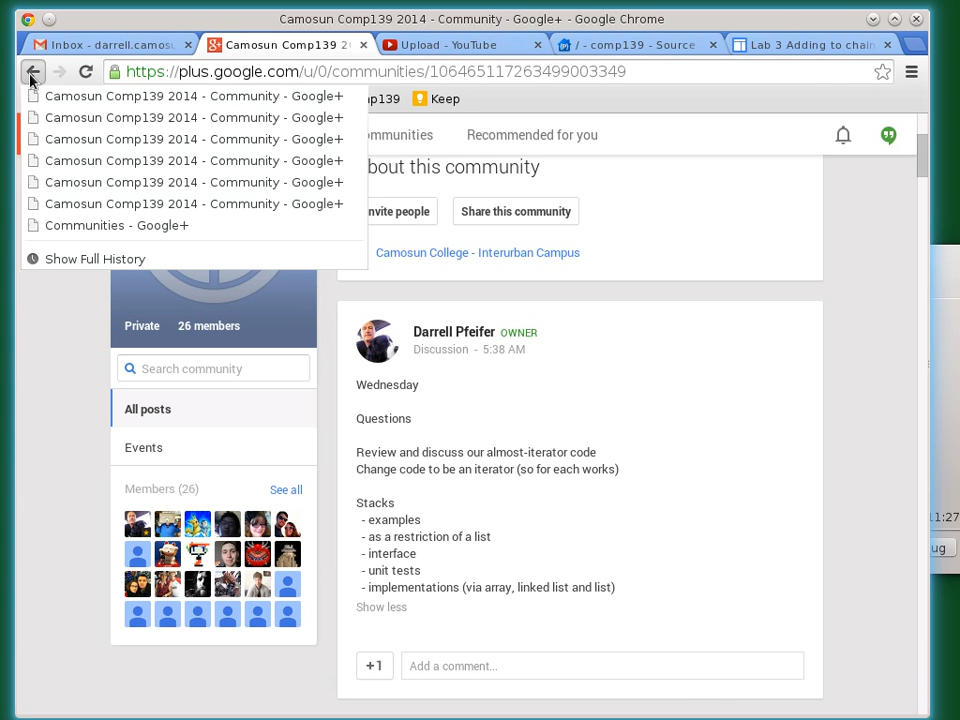 Camosun Comp139 2014 - Community - Google+ - Google Chrome
Inbox - darrell.camosu
Camosun Comp139 2
Upload - YouTube
/ - comp139 - Source
Lab 3 Adding to chain
https://plus.google.com/u/0/communities/106465117263499003349
Camosun Comp139 2014 - Community - Google+
mp139
Keep
Camosun Comp139 2014 - Community - Google+
Camosun Comp139 2014 - Community - Google+
ommunities
Recommended for you
Camosun Comp139 2014 - Community - Google+
bout this community
Camosun Comp139 2014 - Community - Google+
Camosun Comp139 2014 - Community - Google+
nvite people
Share this community
Communities - Google+
Show Full History
Camosun College - Interurban Campus
Private 26 members
Search community
All posts
Events
Members (26)
See all
Darrell Pfeifer OWNER
Discussion - 5:38 AM
Wednesday
Questions
Review and discuss our almost-iterator code
Change code to be an iterator (so for each works)
Stacks
- examples
- as a restriction of a list
- interface
- unit tests
- implementations (via array, linked list and list)
Show less
+1
Add a comment...
11:27
ug